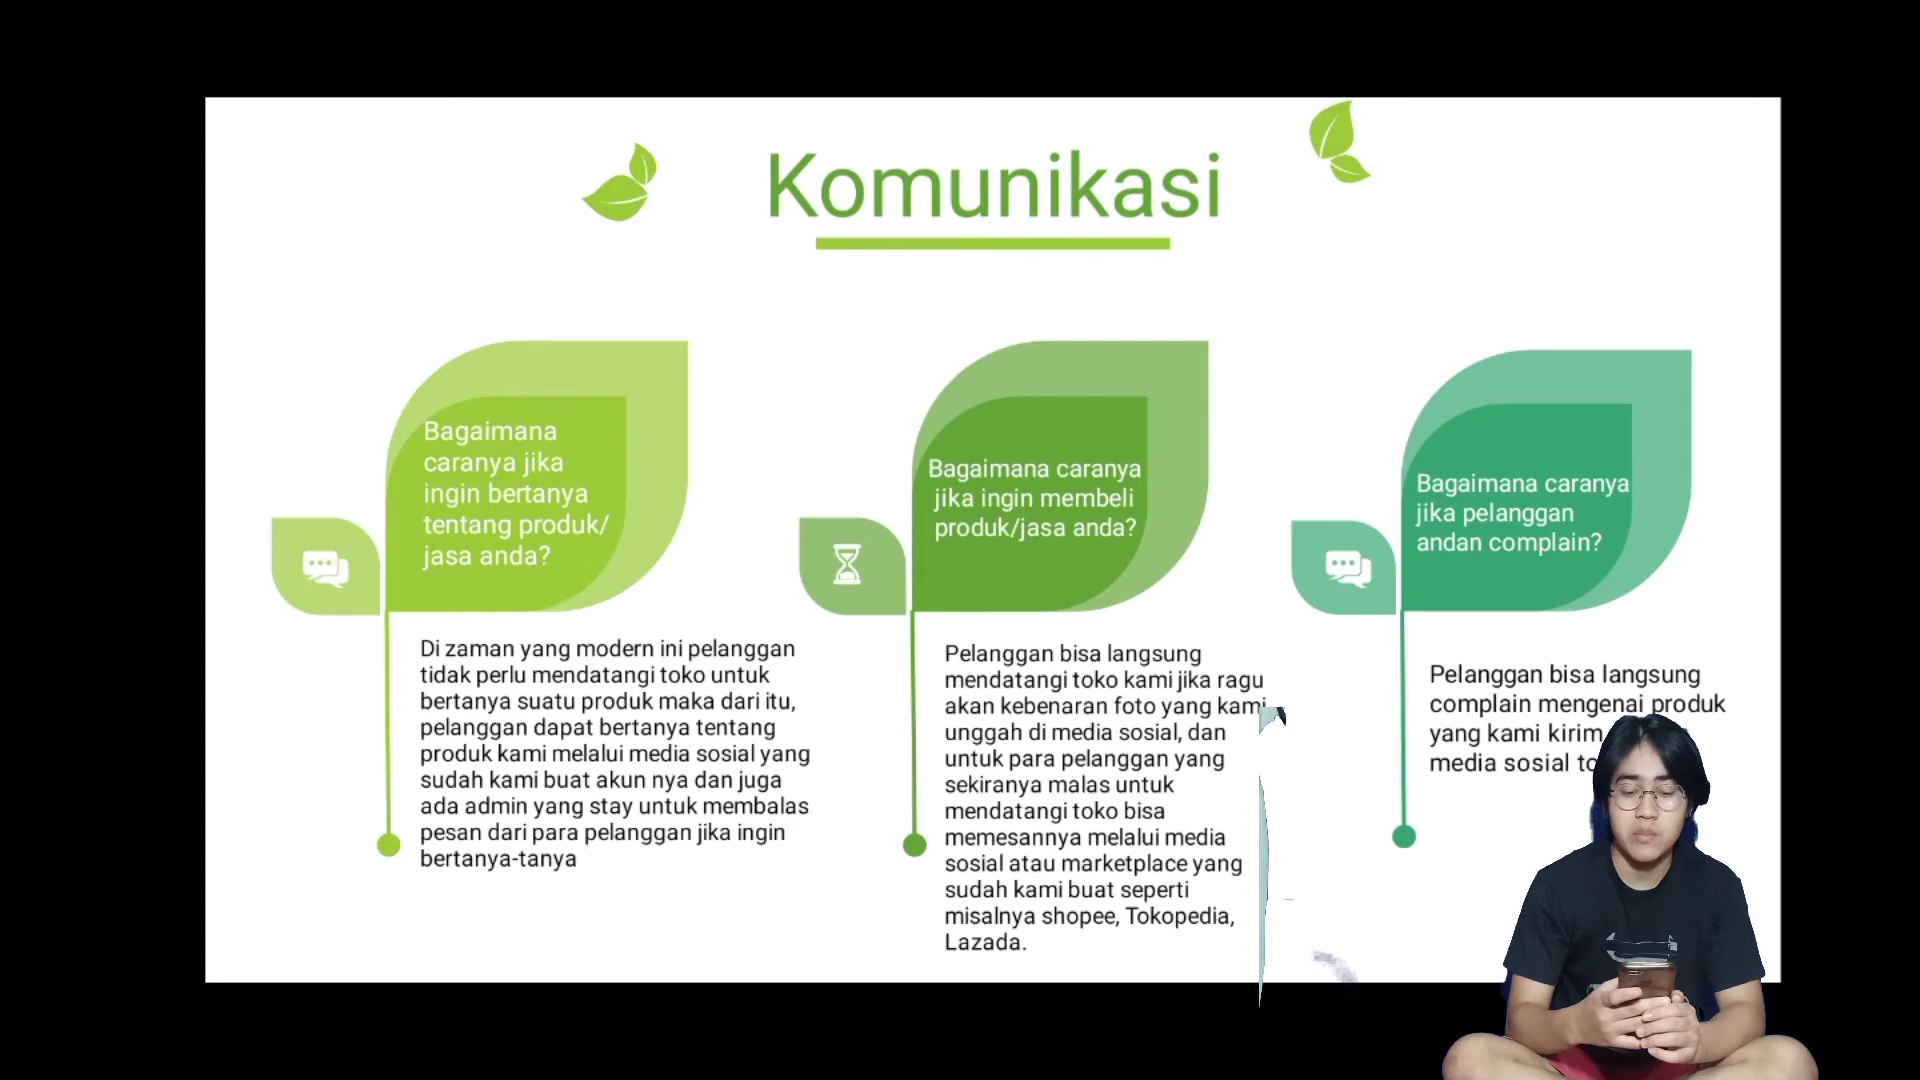 Komunikasi
Bagaimana
caranya jika
ingin bertanya
tentang produk/
jasa anda?
Di zaman yang modern ini pelanggan
tidak perlu mendatangi toko untuk
bertanya suatu produk maka dari itu,
pelanggan dapat bertanya tentang
produk kami melalui media sosial yang
sudah kami buat akun nya dan juga
ada admin yang stay untuk membalas
pesan dari para pelanggan jika ingin
bertanya-tanya
Bagaimana caranya
jika ingin membeli
produk/jasa anda?
Pelanggan bisa langsung
mendatangi toko kami jika ragu
akan kebenaran foto yang kami
unggah di media sosial, dan
untuk para pelanggan yang
sekiranya malas untuk
mendatangi toko bisa
memesannya melalui media
sosial atau marketplace yang
sudah kami buat seperti
misalnya shopee, Tokopedia,
Lazada.
Bagaimana caranya
jika pelanggan
andan complain?
Pelanggan bisa langsung
complain mengenai produk
yang kami kirim
media sosial